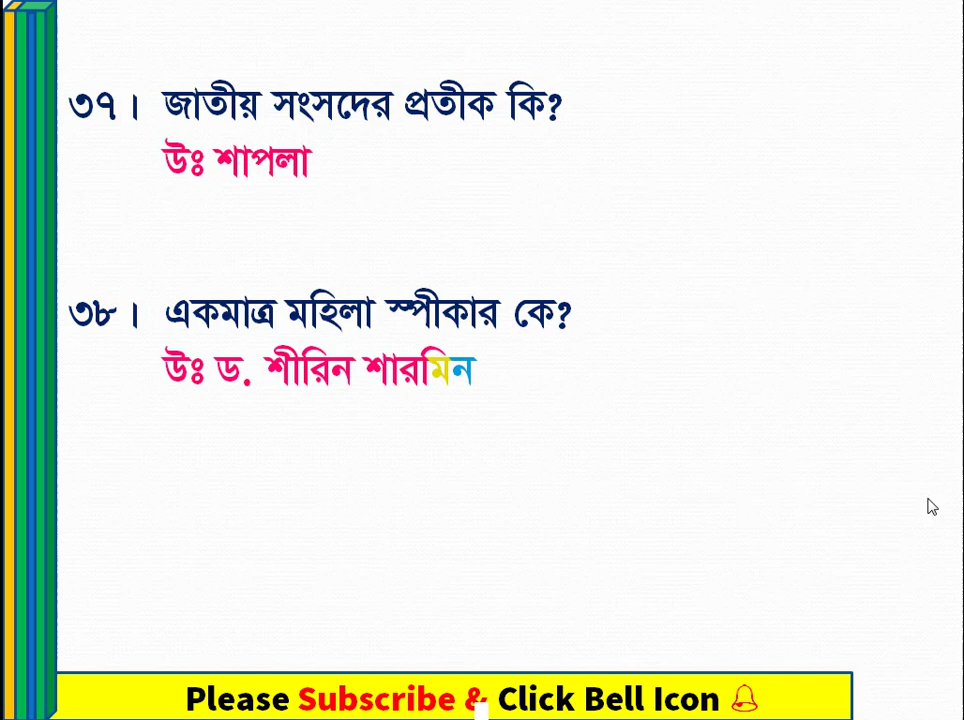 ৩৭। জাতীয় সংসদের প্রতীক কি?
উঃ শাপলা
৩৮। একমাত্র মহিলা স্পীকার কে?
উঃ ড. শীরিন শারমিন
Please Subscribe & Click Bell Icon